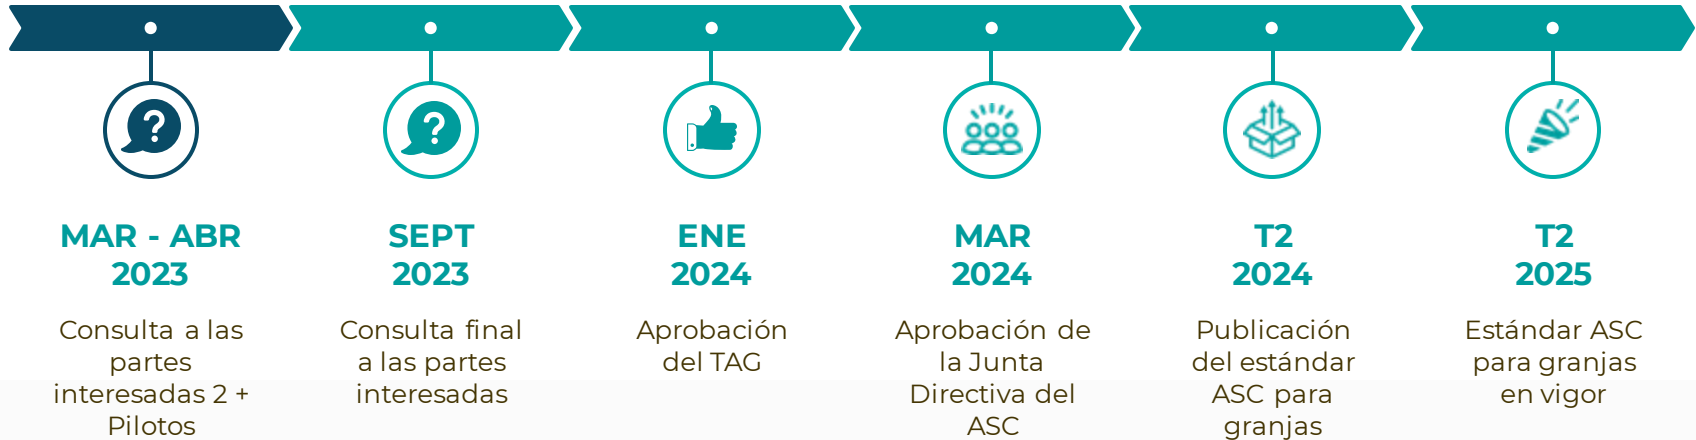 MAR - ABR
2023
Consulta a las
partes
interesadas 2 +
Pilotos
SEPT
2023
Consulta final
a las partes
interesadas
ENE
2024
Aprobación
del TAG
MAR
2024
Aprobación de
la Junta
Directiva del
ASC
T2
2024
Publicación
del estándar
ASC para
granjas
T2
2025
Estándar ASC
para granjas
en vigor